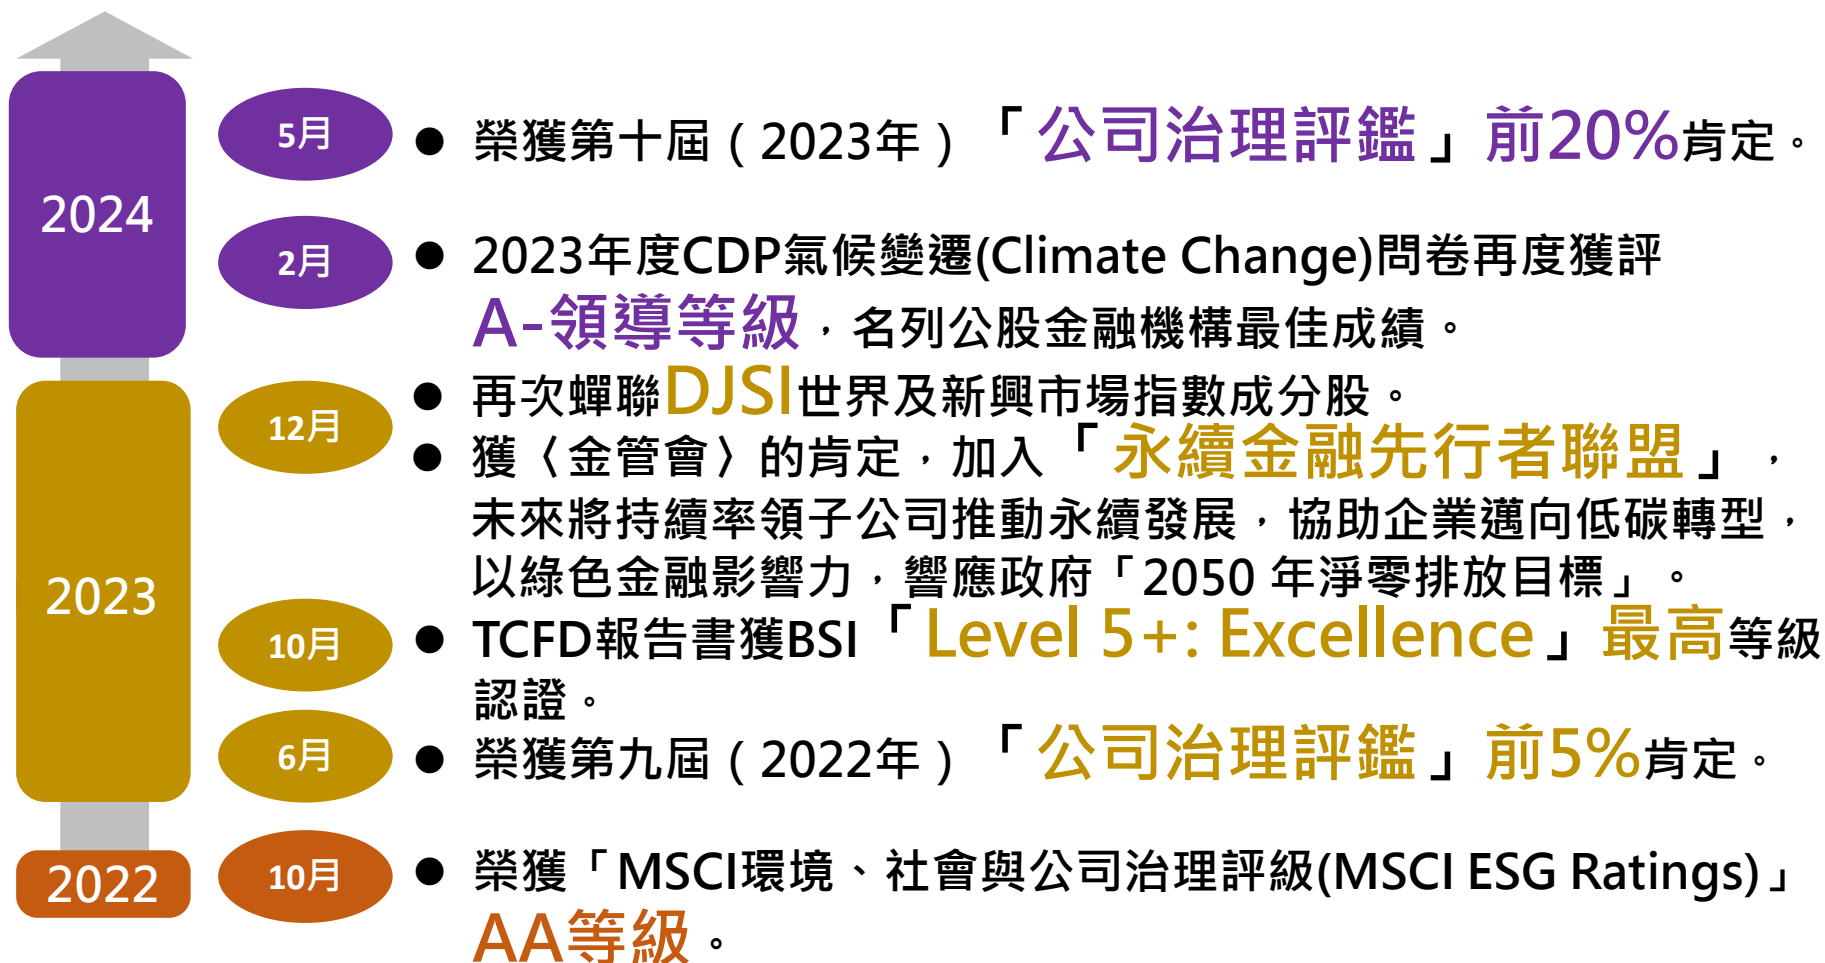 2024
5月
● 榮獲第十屆（2023年）「公司治理評鑑」前20%肯定。
2月
● 2023年度CDP氣候變遷(Climate Change)問卷再度獲評
A-領導等級，名列公股金融機構最佳成績。
2023
12月
● 再次蟬聯DJSI世界及新興市場指數成分股。
● 獲〈金管會〉的肯定，加入「永續金融先行者聯盟」，
未來將持續率領子公司推動永續發展，協助企業邁向低碳轉型，
以綠色金融影響力，響應政府「2050 年淨零排放目標」。
10月
● TCFD報告書獲BSI「Level 5+: Excellence」最高等級
認證。
6月
● 榮獲第九屆（2022年）「公司治理評鑑」前5%肯定。
2022
10月
● 榮獲「MSCI環境、社會與公司治理評級(MSCI ESG Ratings)」
AA等級。